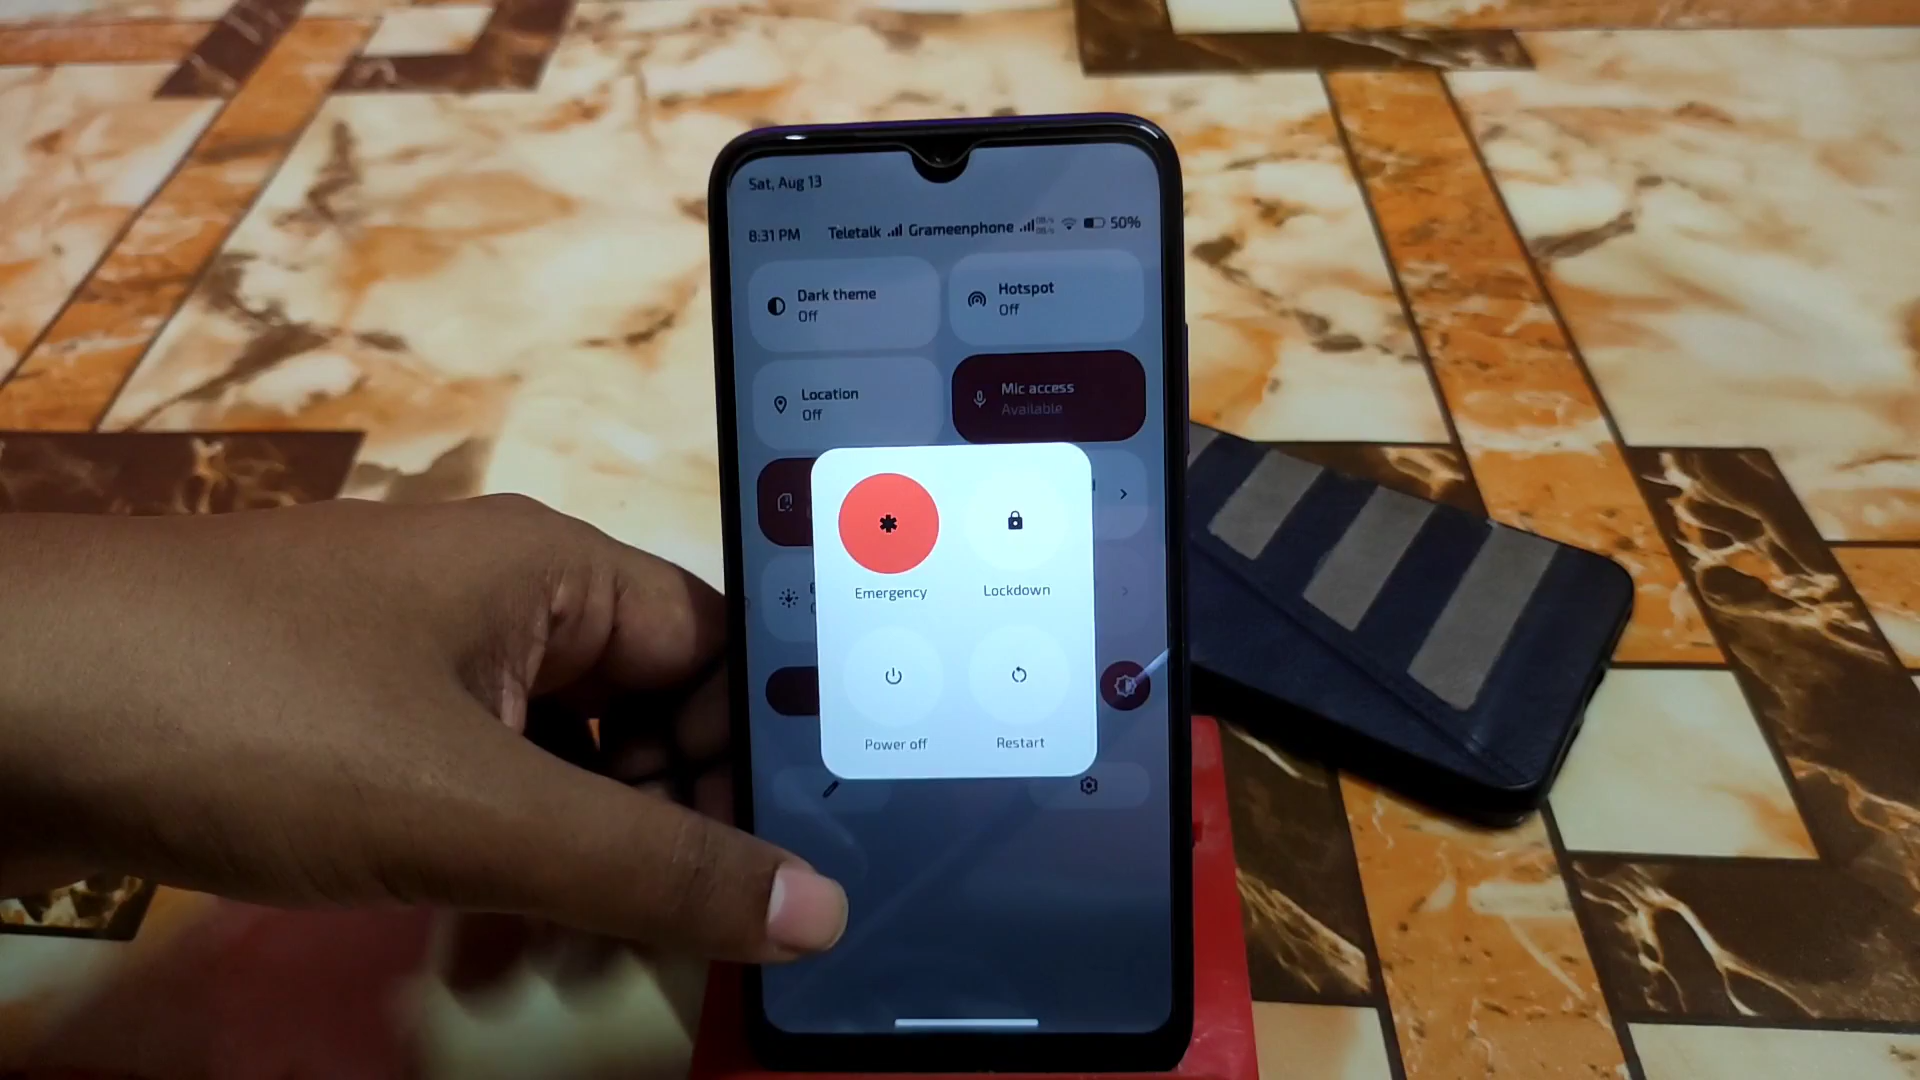 Sat, Aug 13
8:31 PM Teletalk Grameenphone 50%
Dark theme
Off
Hotspot
Off
Location
Off
Mic access
Available
Emergency
Lockdown
Power off
Restart